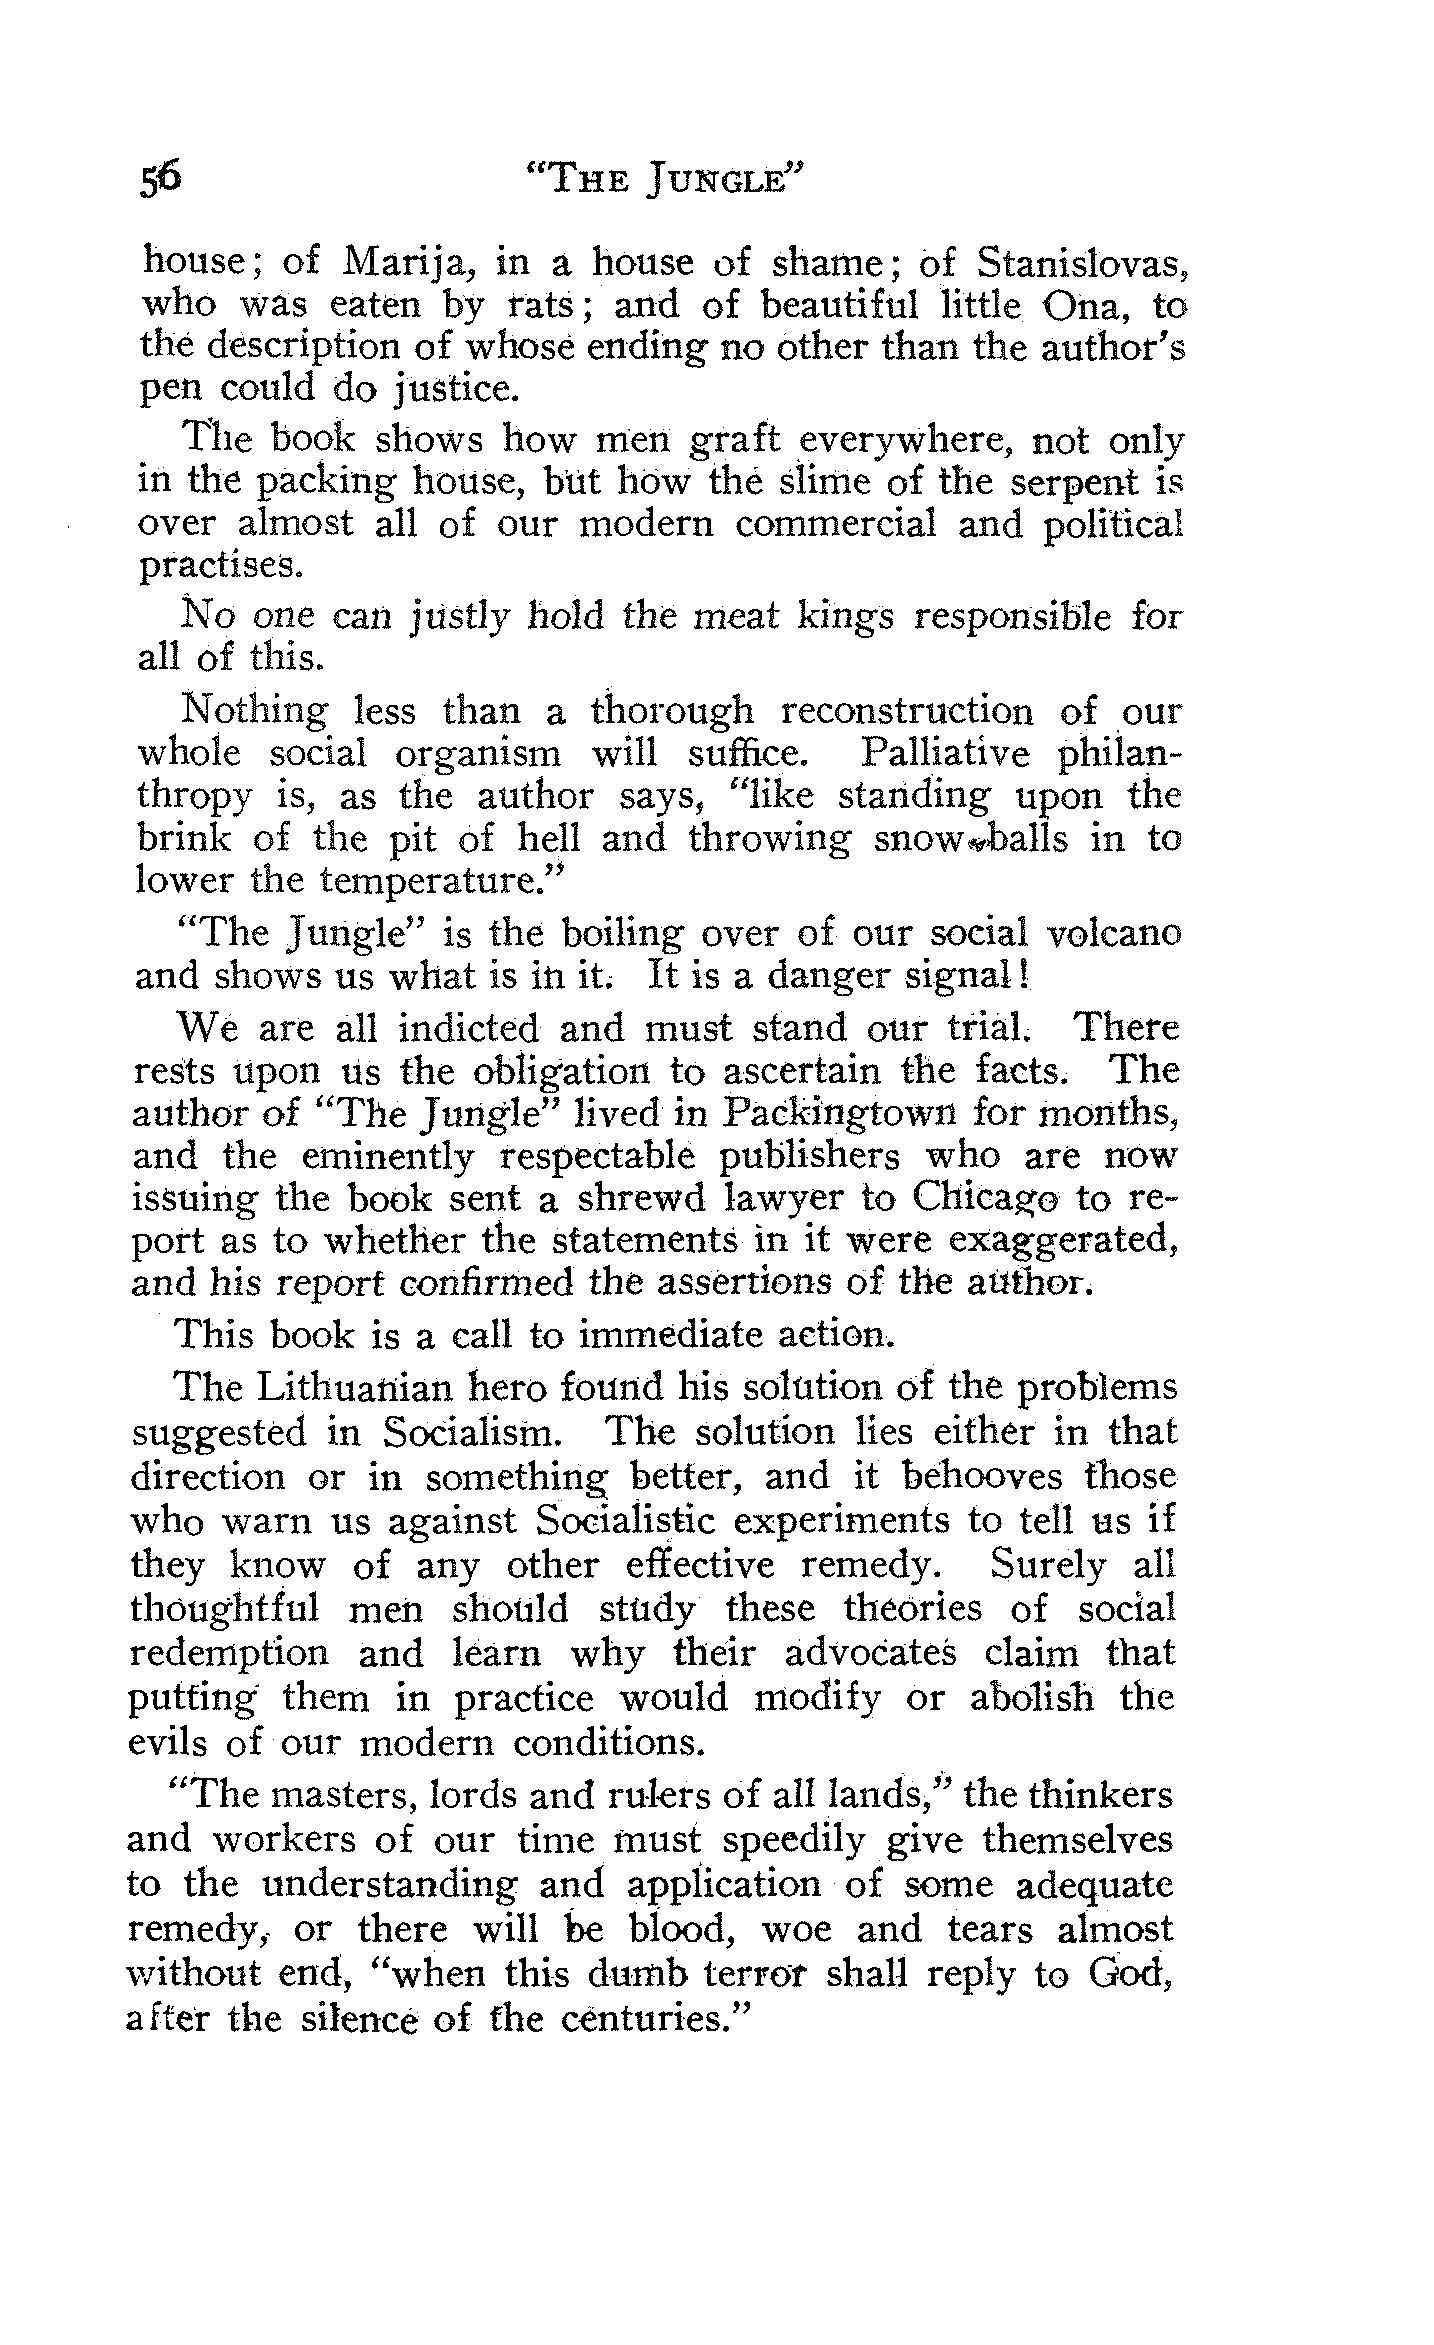 56 "THE JUNGLE"
house; of Marija, in a house of shame; of Stanislovas,
who was eaten by rats; and of beautiful little Ona, to
the description of whose ending no other than the author's
pen could do justice.
The book shows how men graft everywhere, not only
in the packing house, but how the slime of the serpent is
over almost all of our modern commercial and political
practises.
No one can justly hold the meat kings responsible for
all of this.
Nothing less than a thorough reconstruction of our
whole social organism will suffice. Palliative philan-
thropy is, as the author says, "like standing upon the
brink of the pit of hell and throwing snow-balls in to
lower the temperature."
"The Jungle" is the boiling over of our social volcano
and shows us what is in it. It is a danger signal!
We are all indicted and must stand our trial. There
rests upon us the obligation to ascertain the facts. The
author of "The Jungle" lived in Packingtown for months,
and the eminently respectable publishers who are now
issuing the book sent a shrewd lawyer to Chicago to re-
port as to whether the statements in it were exaggerated,
and his report confirmed the assertions of the author.
This book is a call to immediate action.
The Lithuanian hero found his solution of the problems
suggested in Socialism. The solution lies either in that
direction or in something better, and it behooves those
who warn us against Socialistic experiments to tell us if
they know of any other effective remedy. Surely all
thoughtful men should study these theories of social
redemption and learn why their advocates claim that
putting them in practice would modify or abolish the
evils of our modern conditions.
"The masters, lords and rulers of all lands," the thinkers
and workers of our time must speedily give themselves
to the understanding and application of some adequate
remedy, or there will be blood, woe and tears almost
without end, "when this dumb terror shall reply to God,
after the silence of the centuries."